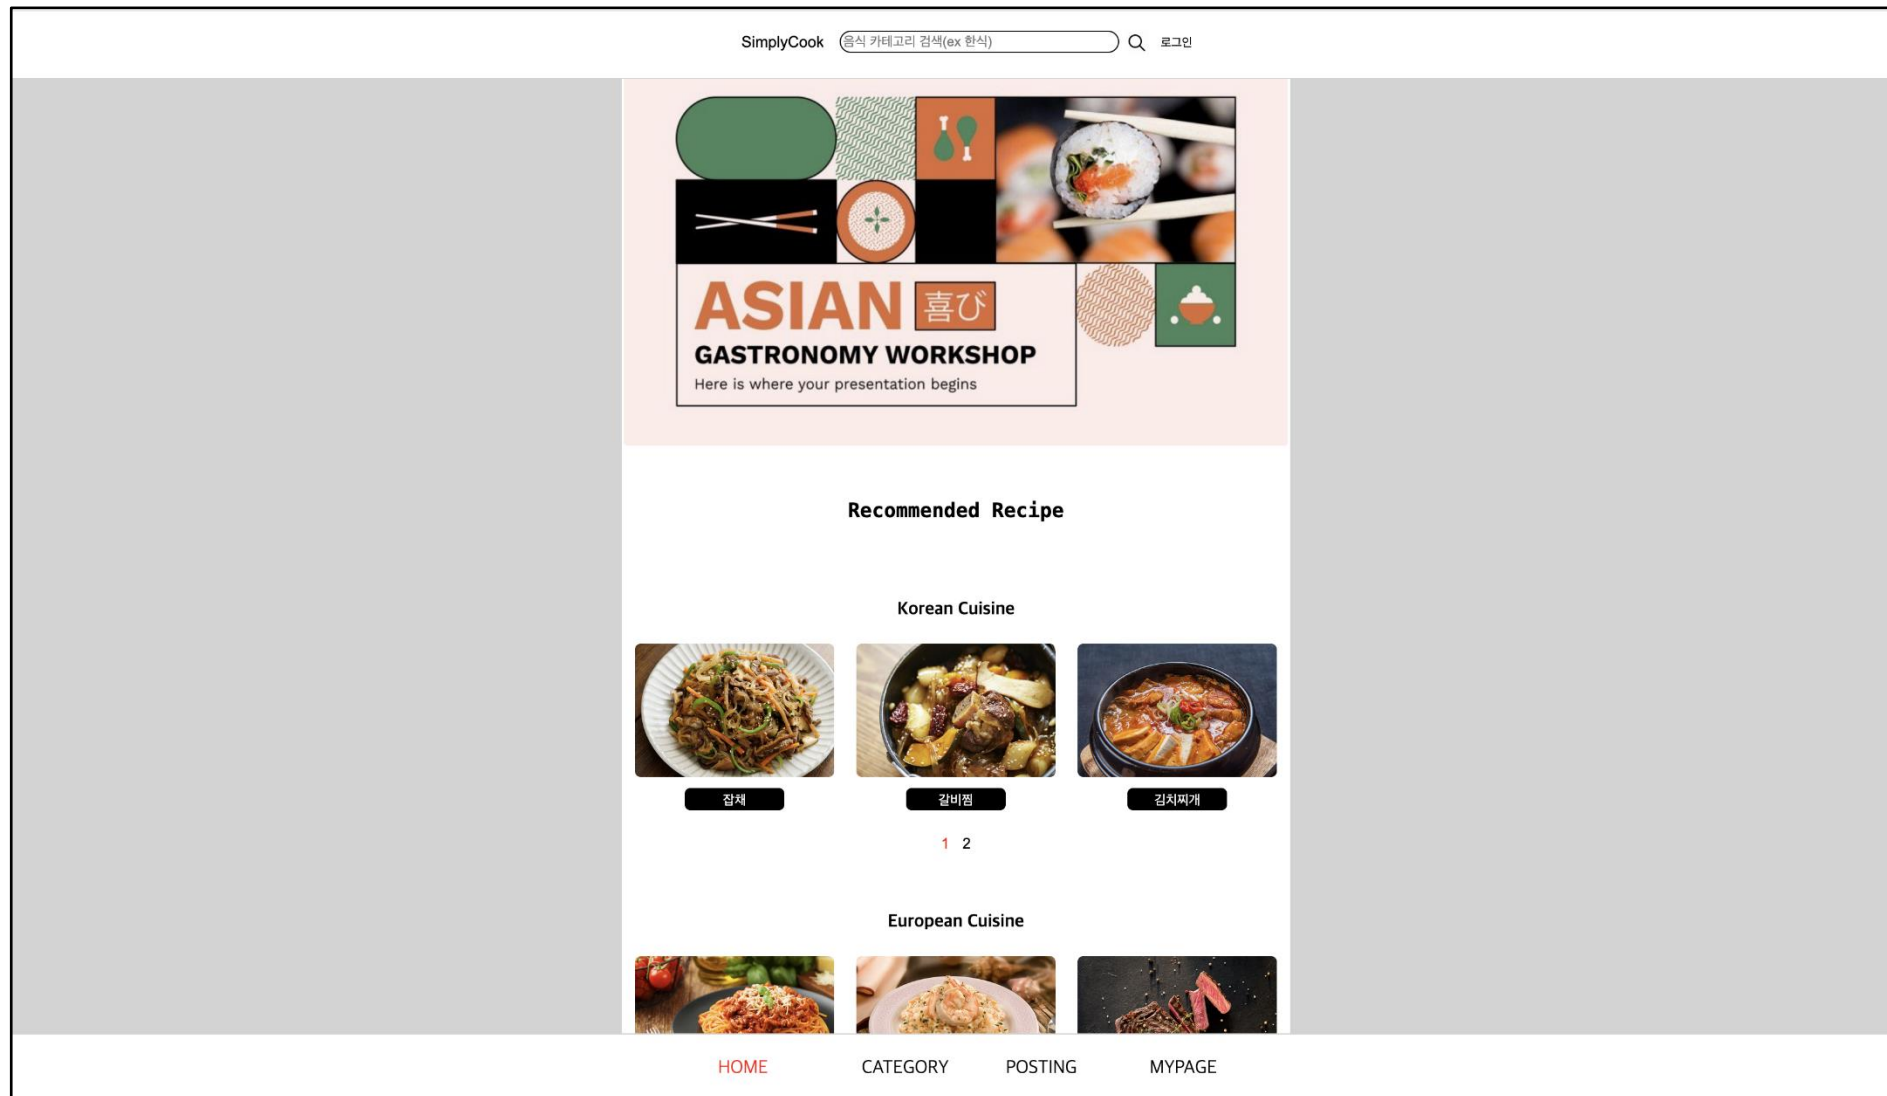 SimplyCook 음식 카테고리 검색(ex 한식) 로그인
ASIAN 喜び
GASTRONOMY WORKSHOP
Here is where your presentation begins
Recommended Recipe
Korean Cuisine
잡채 갈비찜 김치찌개
1 2
European Cuisine
HOME CATEGORY POSTING MYPAGE